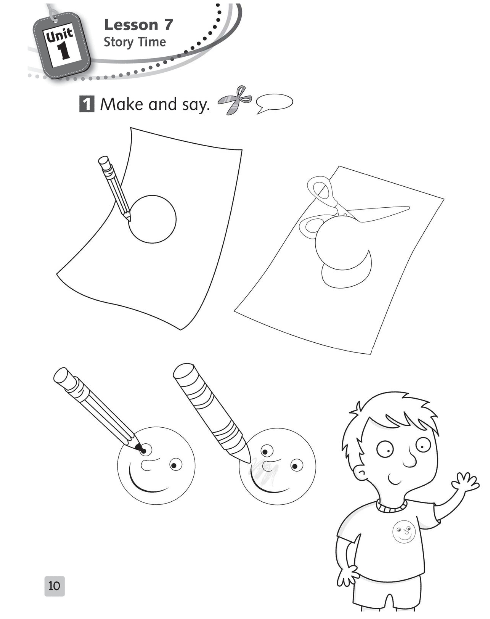 Unit
1
Lesson 7
Story Time
1 Make and say.
10